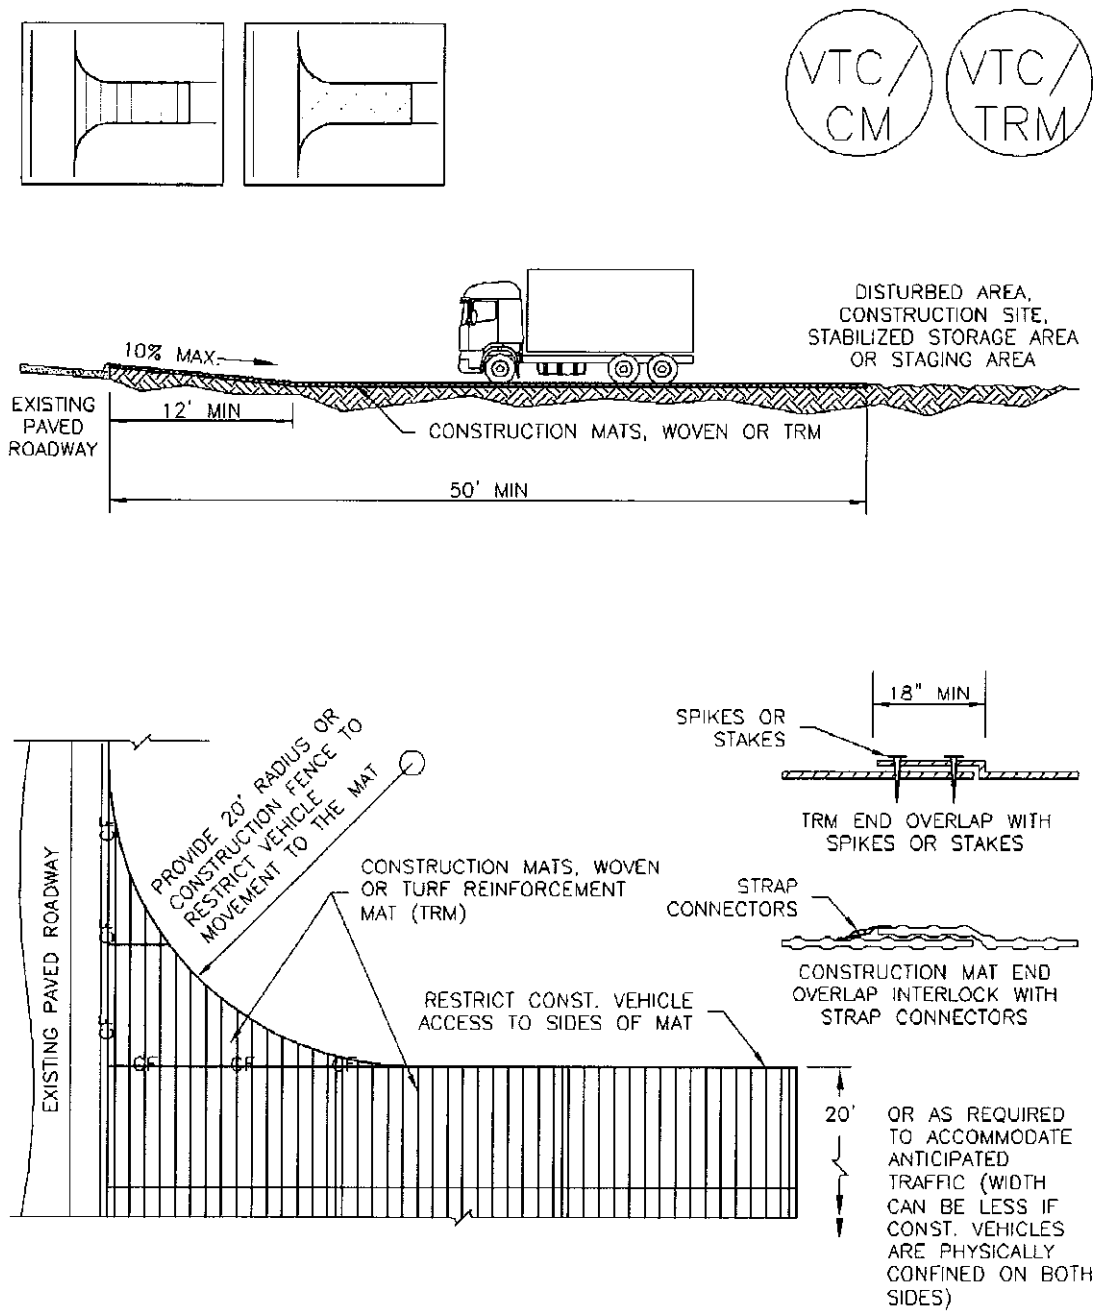 VTC/
CM
VTC/
TRM
DISTURBED AREA,
CONSTRUCTION SITE,
STABILIZED STORAGE AREA
OR STAGING AREA
10% MAX.
EXISTING
PAVED
ROADWAY
12' MIN
CONSTRUCTION MATS, WOVEN OR TRM
50' MIN
18" MIN
SPIKES OR
STAKES
TRM END OVERLAP WITH
SPIKES OR STAKES
PROVIDE 20' RADIUS OR
CONSTRUCTION FENCE TO
RESTRICT VEHICLE
MOVEMENT TO THE MAT
CONSTRUCTION MATS, WOVEN
OR TURF REINFORCEMENT
MAT (TRM)
STRAP
CONNECTORS
CONSTRUCTION MAT END
OVERLAP INTERLOCK WITH
STRAP CONNECTORS
RESTRICT CONST. VEHICLE
ACCESS TO SIDES OF MAT
EXISTING PAVED ROADWAY
CF
CF
CF
CF
CF
CF
20'
OR AS REQUIRED
TO ACCOMMODATE
ANTICIPATED
TRAFFIC (WIDTH
CAN BE LESS IF
CONST. VEHICLES
ARE PHYSICALLY
CONFINED ON BOTH
SIDES)